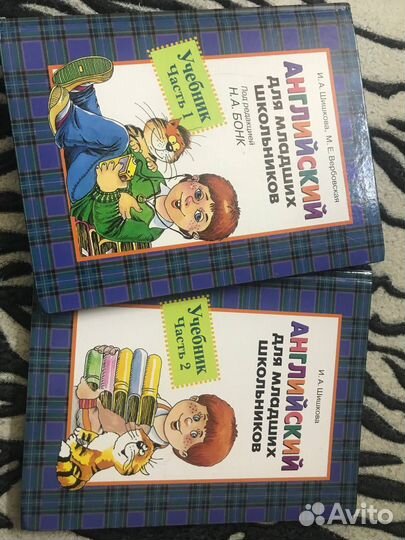 И. А. Шишкова, М. Е. Вербовская
АНГЛИЙСКИЙ
ДЛЯ МЛАДШИХ
ШКОЛЬНИКОВ
Под редакцией
Н.А. БОНК
Учебник
Часть 1
И. А. Шишкова
АНГЛИЙСКИЙ
ДЛЯ МЛАДШИХ
ШКОЛЬНИКОВ
Учебник
Часть 2
Avito